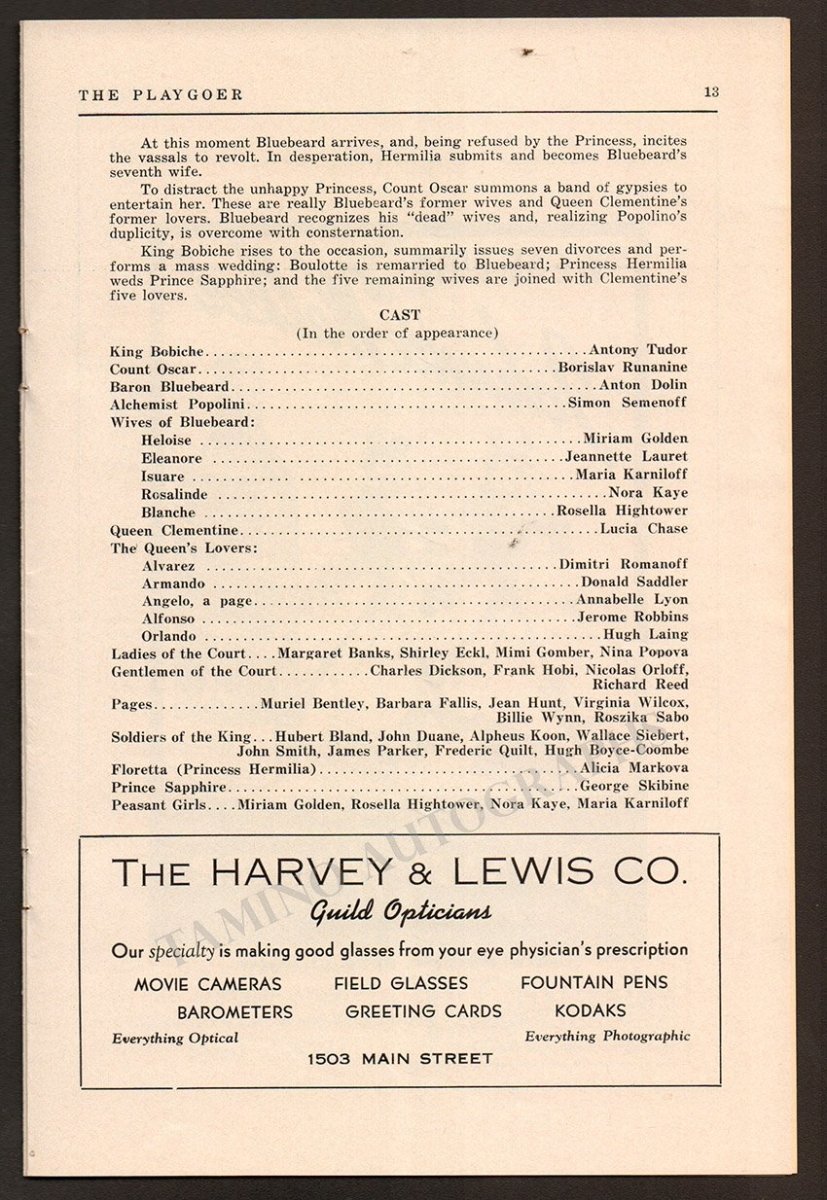 THE PLAYGOER 13
At this moment Bluebeard arrives, and, being refused by the Princess, incites
the vassals to revolt. In desperation, Hermilia submits and becomes Bluebeard's
seventh wife.
To distract the unhappy Princess, Count Oscar summons a band of gypsies to
entertain her. These are really Bluebeard's former wives and Queen Clementine's
former lovers. Bluebeard recognizes his "dead" wives and, realizing Popolino's
duplicity, is overcome with consternation.
King Bobiche rises to the occasion, summarily issues seven divorces and per-
forms a mass wedding: Boulotte is remarried to Bluebeard; Princess Hermilia
weds Prince Sapphire; and the five remaining wives are joined with Clementine's
five lovers.
CAST
(In the order of appearance)
King Bobiche..................................................Antony Tudor
Count Oscar...............................................Borislav Runanine
Baron Bluebeard................................................Anton Dolin
Alchemist Popolini..........................................Simon Semenoff
Wives of Bluebeard:
Heloise ..................................................Miriam Golden
Eleanore ..............................................Jeannette Lauret
Isuare ..................................................Maria Karniloff
Rosalinde ...................................................Nora Kaye
Blanche ..............................................Rosella Hightower
Queen Clementine...............................................Lucia Chase
The Queen's Lovers:
Alvarez ..............................................Dimitri Romanoff
Armando ................................................Donald Saddler
Angelo, a page..........................................Annabelle Lyon
Alfonso .................................................Jerome Robbins
Orlando ....................................................Hugh Laing
Ladies of the Court....Margaret Banks, Shirley Eckl, Mimi Gomber, Nina Popova
Gentlemen of the Court............Charles Dickson, Frank Hobi, Nicolas Orloff,
Richard Reed
Pages..............Muriel Bentley, Barbara Fallis, Jean Hunt, Virginia Wilcox,
Billie Wynn, Roszika Sabo
Soldiers of the King...Hubert Bland, John Duane, Alpheus Koon, Wallace Siebert,
John Smith, James Parker, Frederic Quilt, Hugh Boyce-Coombe
Floretta (Princess Hermilia)..................................Alicia Markova
Prince Sapphire..............................................George Skibine
Peasant Girls....Miriam Golden, Rosella Hightower, Nora Kaye, Maria Karniloff
THE HARVEY & LEWIS CO.
Guild Opticians
Our specialty is making good glasses from your eye physician's prescription
MOVIE CAMERAS FIELD GLASSES FOUNTAIN PENS
BAROMETERS GREETING CARDS KODAKS
Everything Optical Everything Photographic
1503 MAIN STREET
TAMINO AUTOGRAPHS